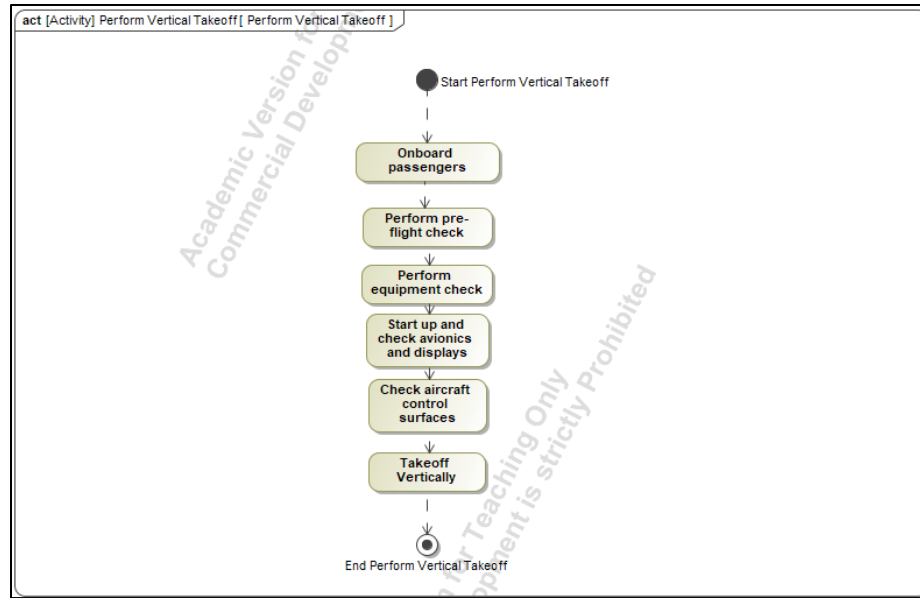 act [Activity] Perform Vertical Takeoff [ Perform Vertical Takeoff ]
Start Perform Vertical Takeoff
Onboard
passengers
Perform pre-
flight check
Perform
equipment check
Start up and
check avionics
and displays
Check aircraft
control
surfaces
Takeoff
Vertically
End Perform Vertical Takeoff
Academic Version for
Commercial Develop
n for Teaching Only
opment is strictly Prohibited